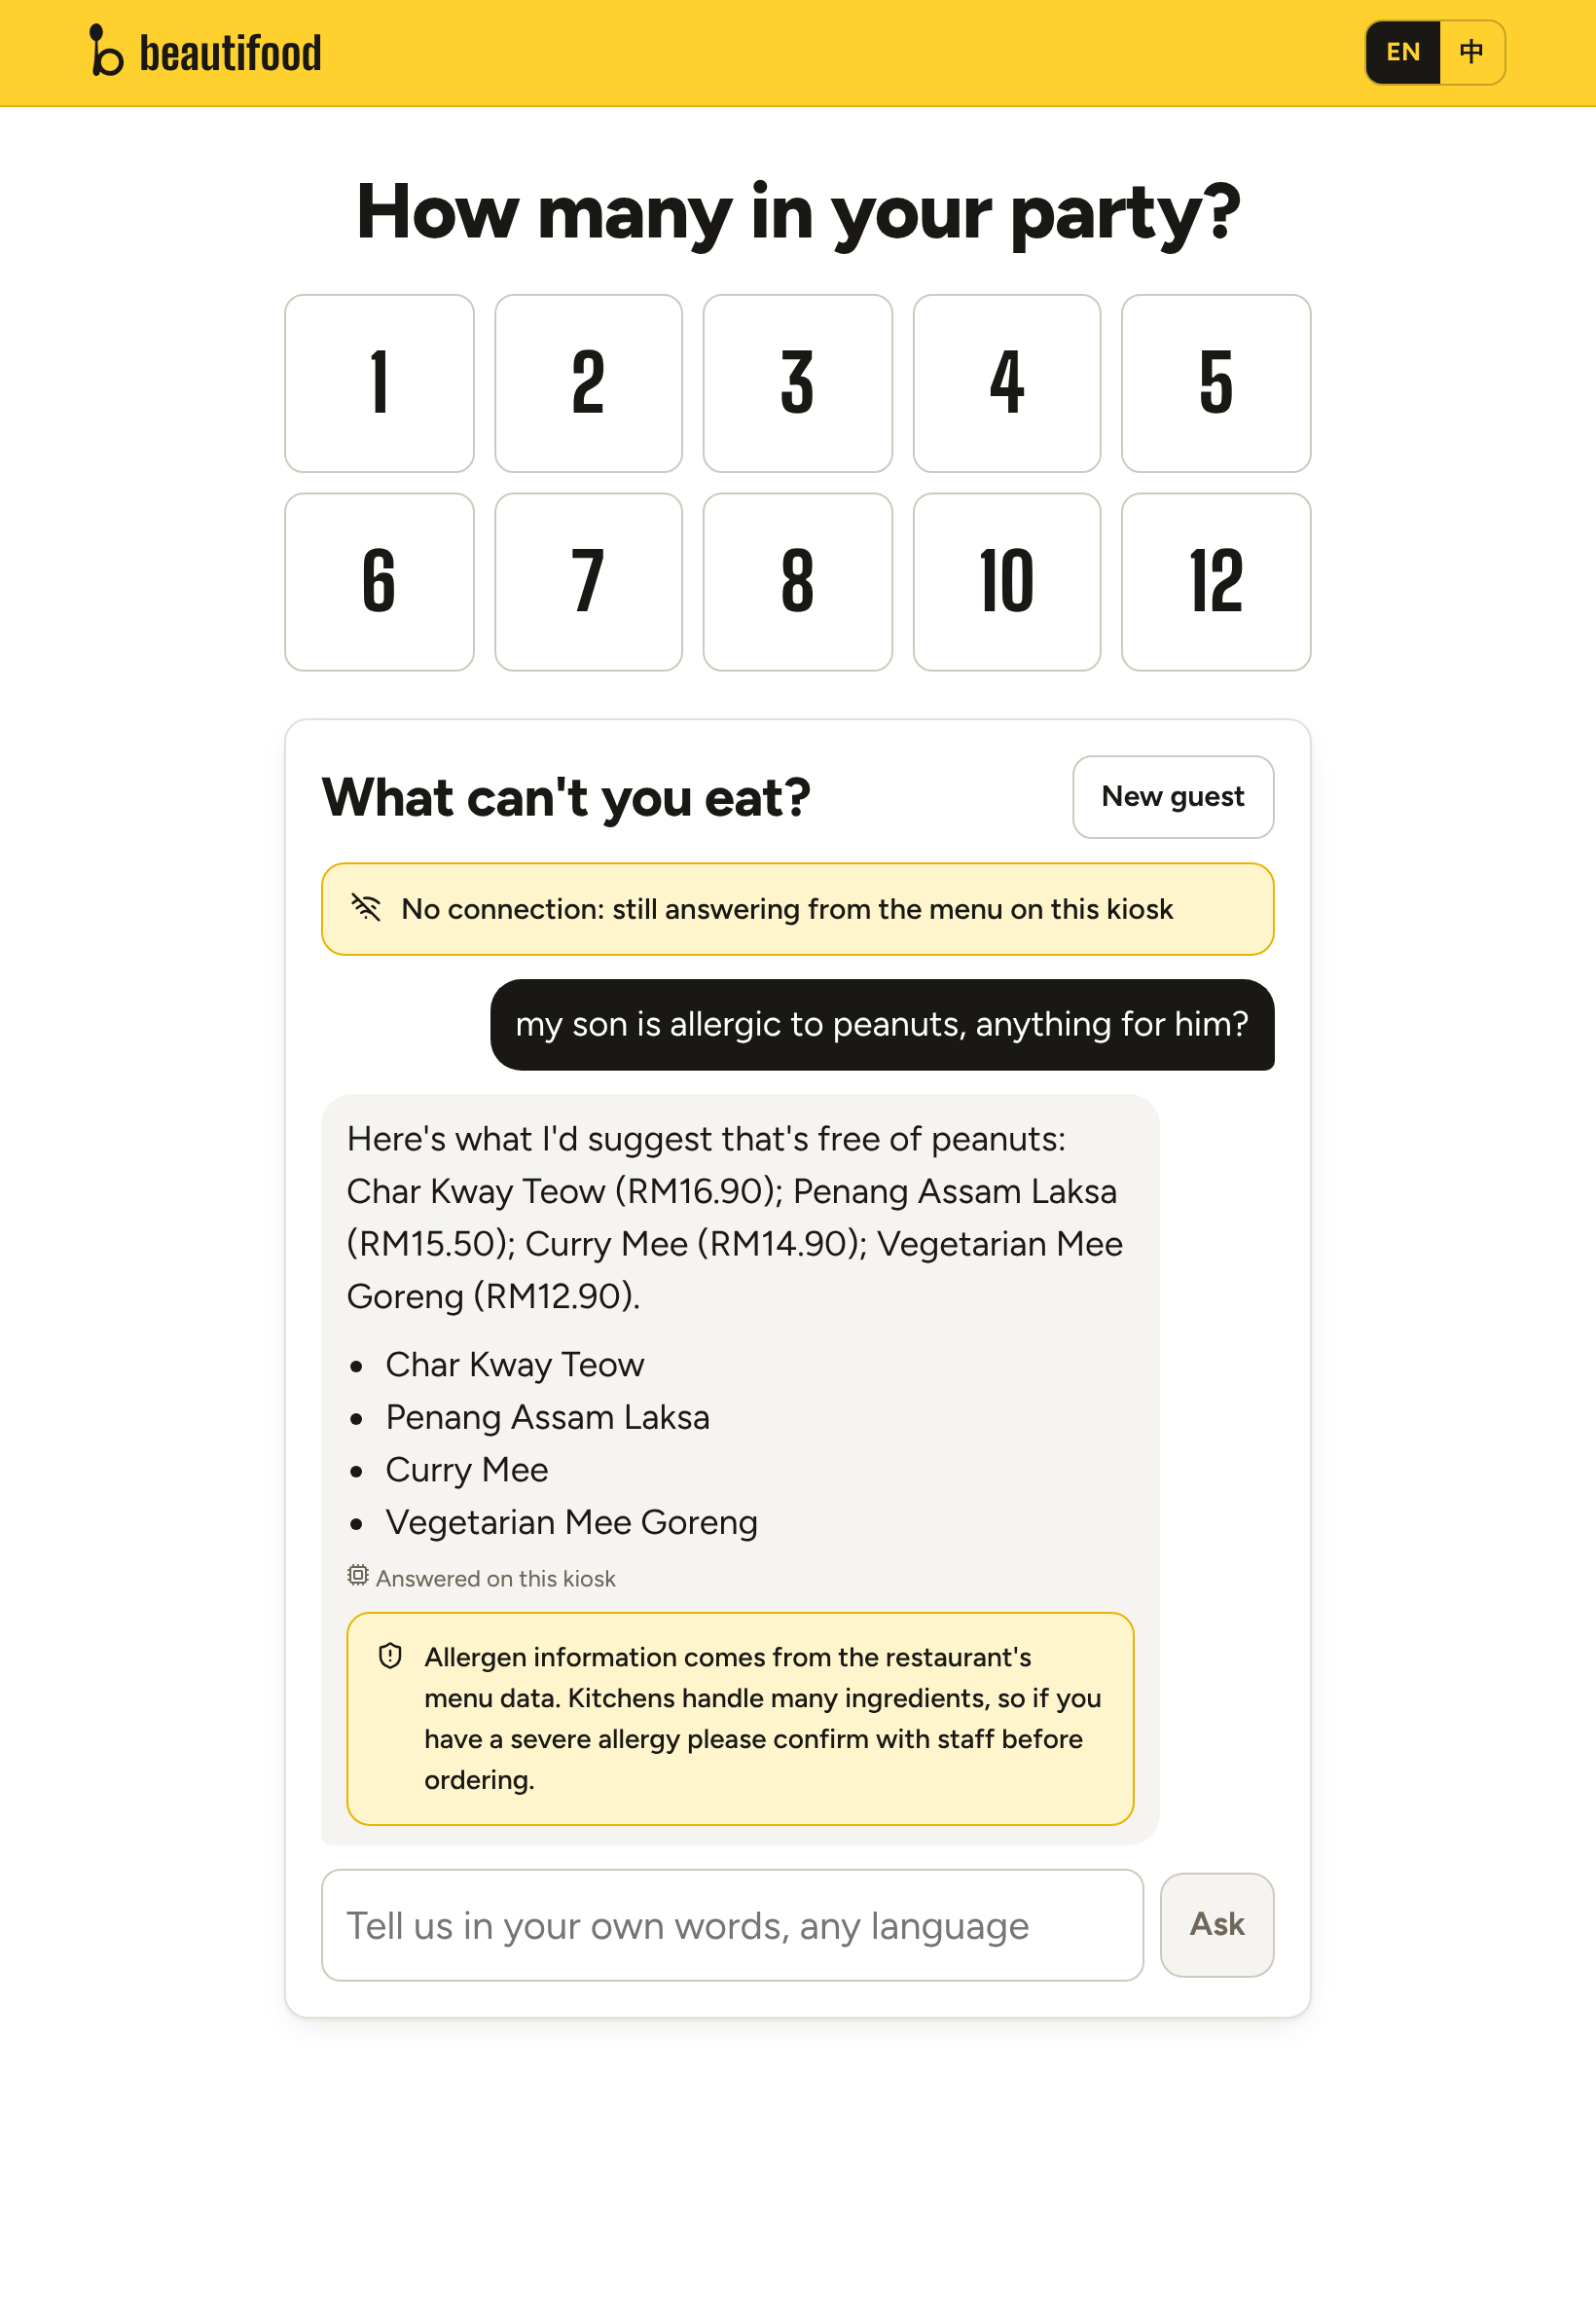 beautifood
EN 中
How many in your party?
1 2 3 4 5
6 7 8 10 12
What can't you eat?
New guest
No connection: still answering from the menu on this kiosk
my son is allergic to peanuts, anything for him?
Here's what I'd suggest that's free of peanuts:
Char Kway Teow (RM16.90); Penang Assam Laksa
(RM15.50); Curry Mee (RM14.90); Vegetarian Mee
Goreng (RM12.90).
• Char Kway Teow
• Penang Assam Laksa
• Curry Mee
• Vegetarian Mee Goreng
Answered on this kiosk
Allergen information comes from the restaurant's
menu data. Kitchens handle many ingredients, so if you
have a severe allergy please confirm with staff before
ordering.
Tell us in your own words, any language
Ask